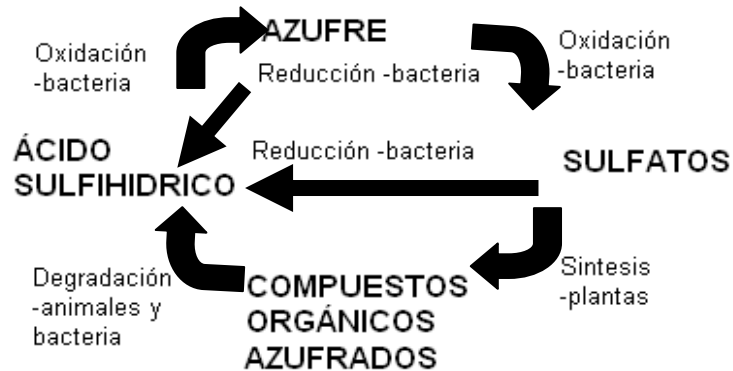 AZUFRE
Oxidación
-bacteria
Oxidación
-bacteria
Reducción -bacteria
ÁCIDO
SULFIHIDRICO
Reducción -bacteria
SULFATOS
Degradación
-animales y
bacteria
COMPUESTOS
ORGÁNICOS
AZUFRADOS
Sintesis
-plantas